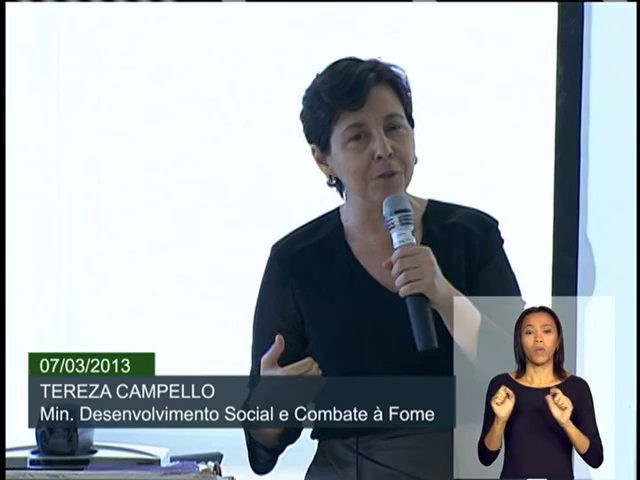 07/03/2013
TEREZA CAMPELLO
Min. Desenvolvimento Social e Combate à Fome